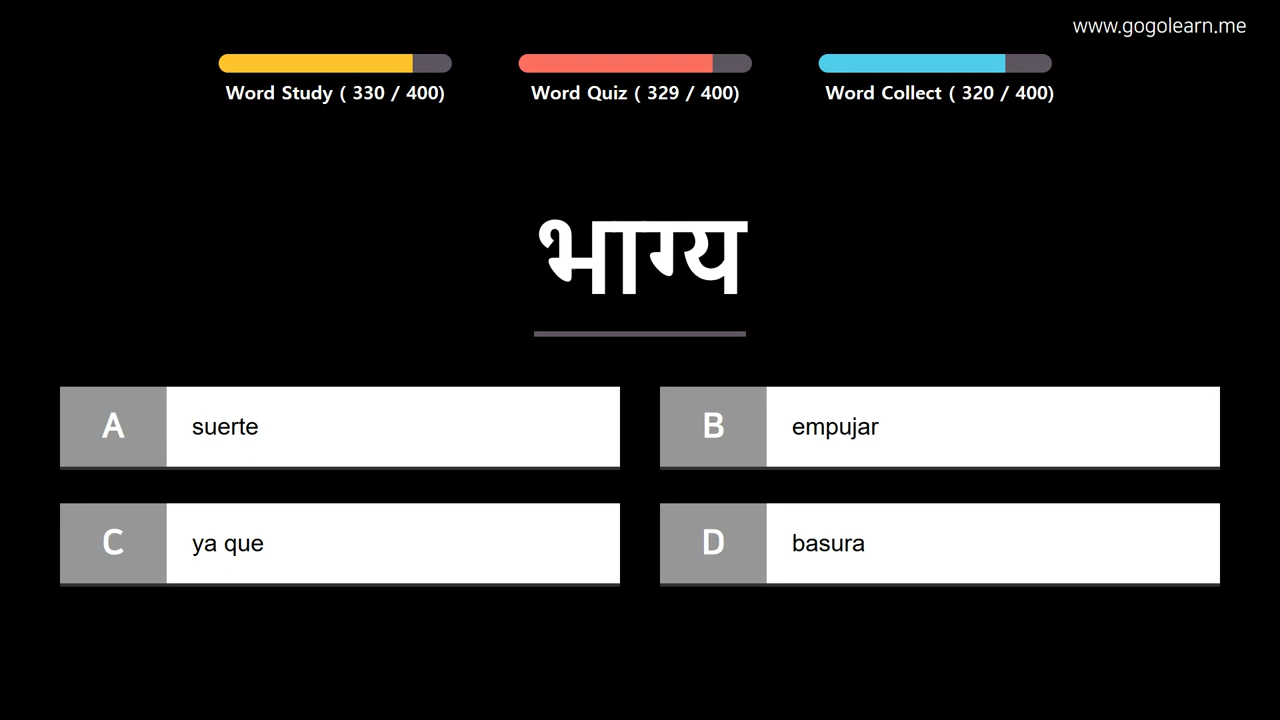 www.gogolearn.me
Word Study ( 330 / 400)
Word Quiz ( 329 / 400)
Word Collect ( 320 / 400)
भाग्य
A suerte
B empujar
C ya que
D basura